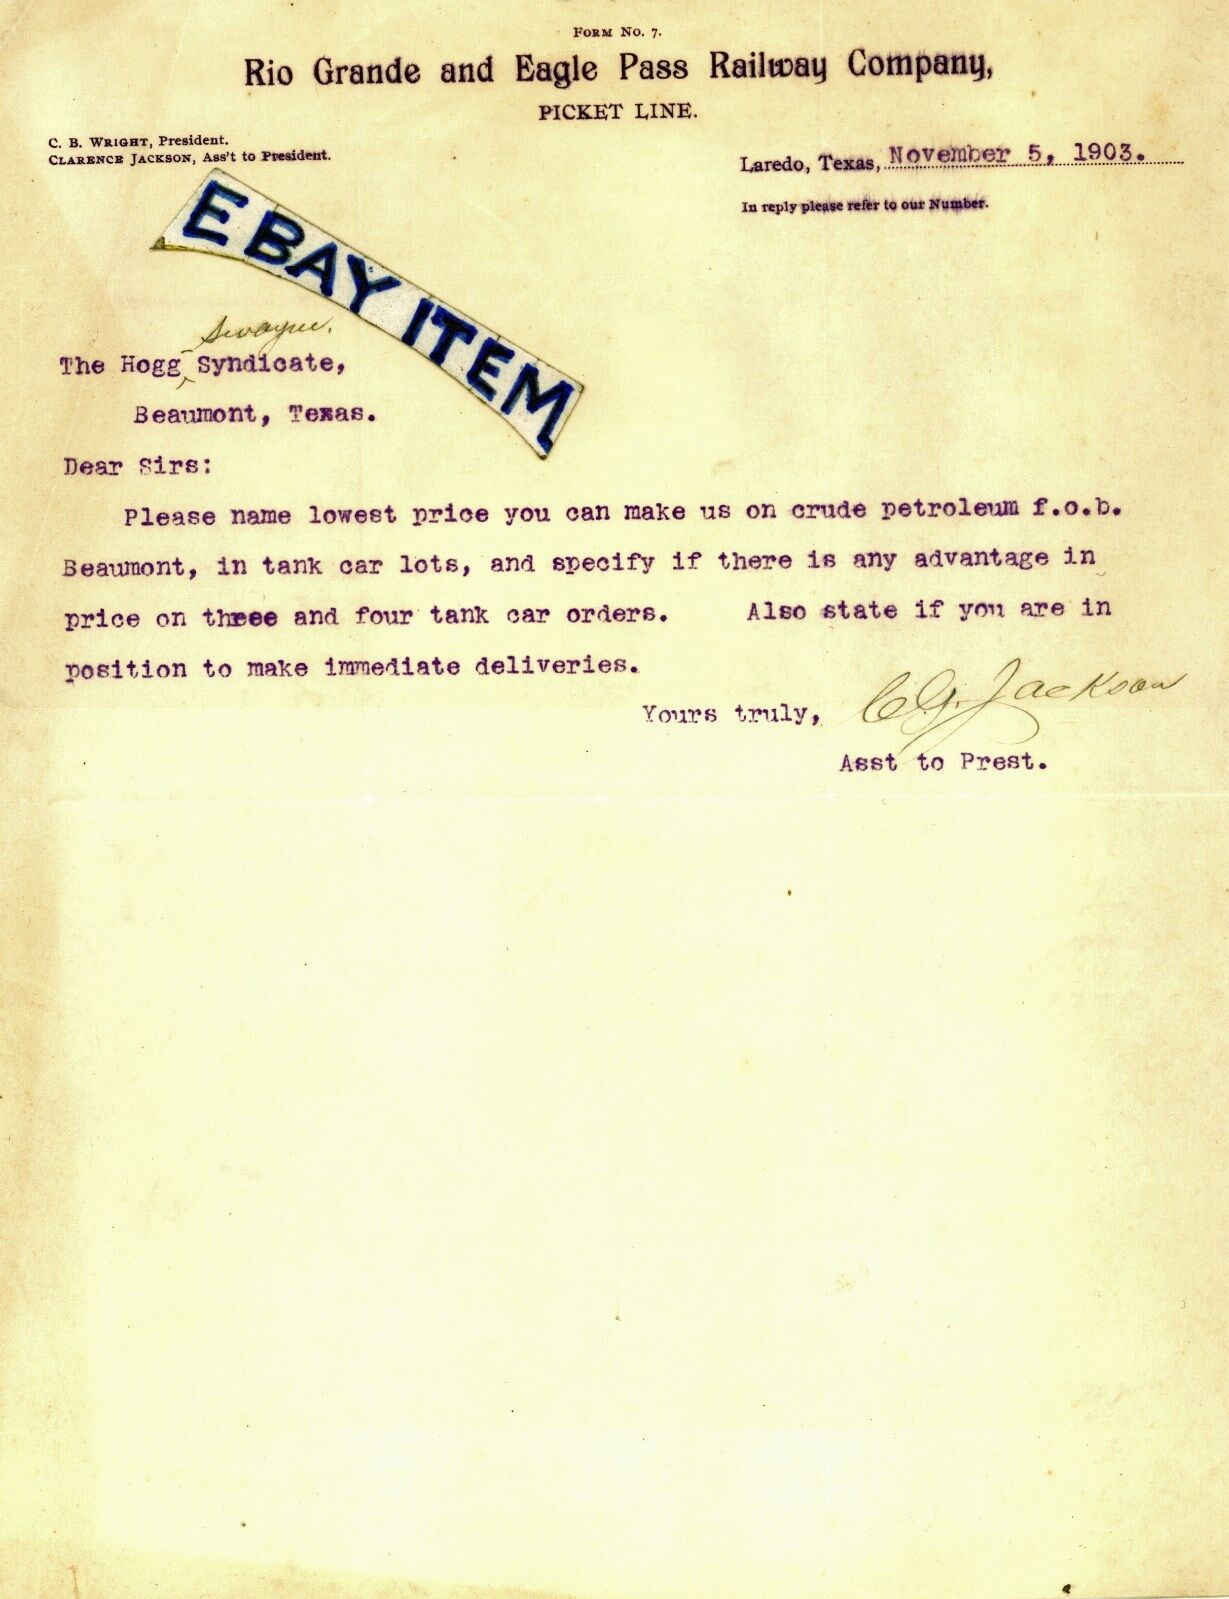 FORM NO. 7.
Rio Grande and Eagle Pass Railway Company,
PICKET LINE.
C. B. WRIGHT, President.
CLARENCE JACKSON, Ass't to President.
Laredo, Texas, November 5, 1903.
In reply please refer to our Number.
EBAY ITEM
Swayne.
The Hogg Syndicate,
Beaumont, Texas.
Dear Sirs:
Please name lowest price you can make us on crude petroleum f.o.b.
Beaumont, in tank car lots, and specify if there is any advantage in
price on three and four tank car orders. Also state if you are in
position to make immediate deliveries.
Yours truly, CG. Jackson
Asst to Prest.